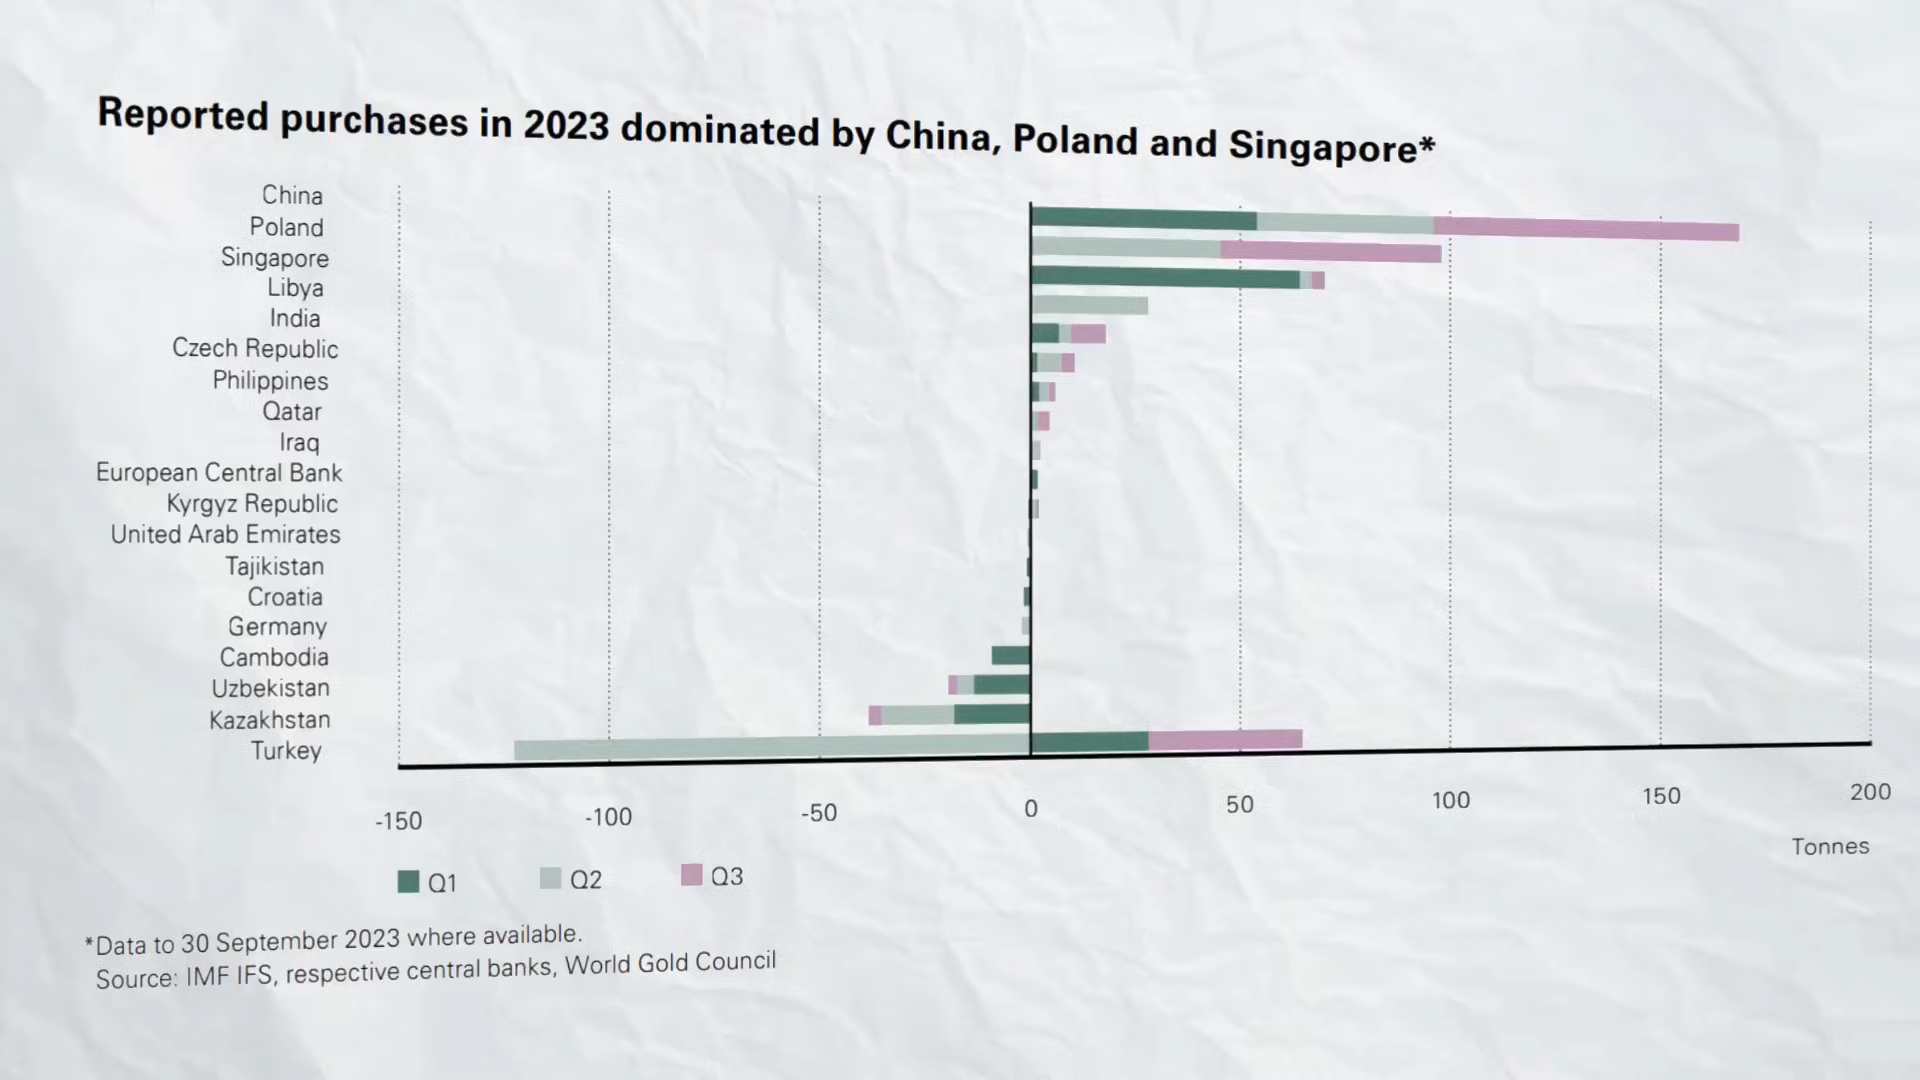 Reported purchases in 2023 dominated by China, Poland and Singapore*
China
Poland
Singapore
Libya
India
Czech Republic
Philippines
Qatar
Iraq
European Central Bank
Kyrgyz Republic
United Arab Emirates
Tajikistan
Croatia
Germany
Cambodia
Uzbekistan
Kazakhstan
Turkey
-150 -100 -50 0 50 100 150 200
Tonnes
Q1 Q2 Q3
*Data to 30 September 2023 where available.
Source: IMF IFS, respective central banks, World Gold Council